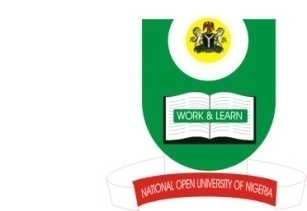 WORK & LEARN
NATIONAL OPEN UNIVERSITY OF NIGERIA